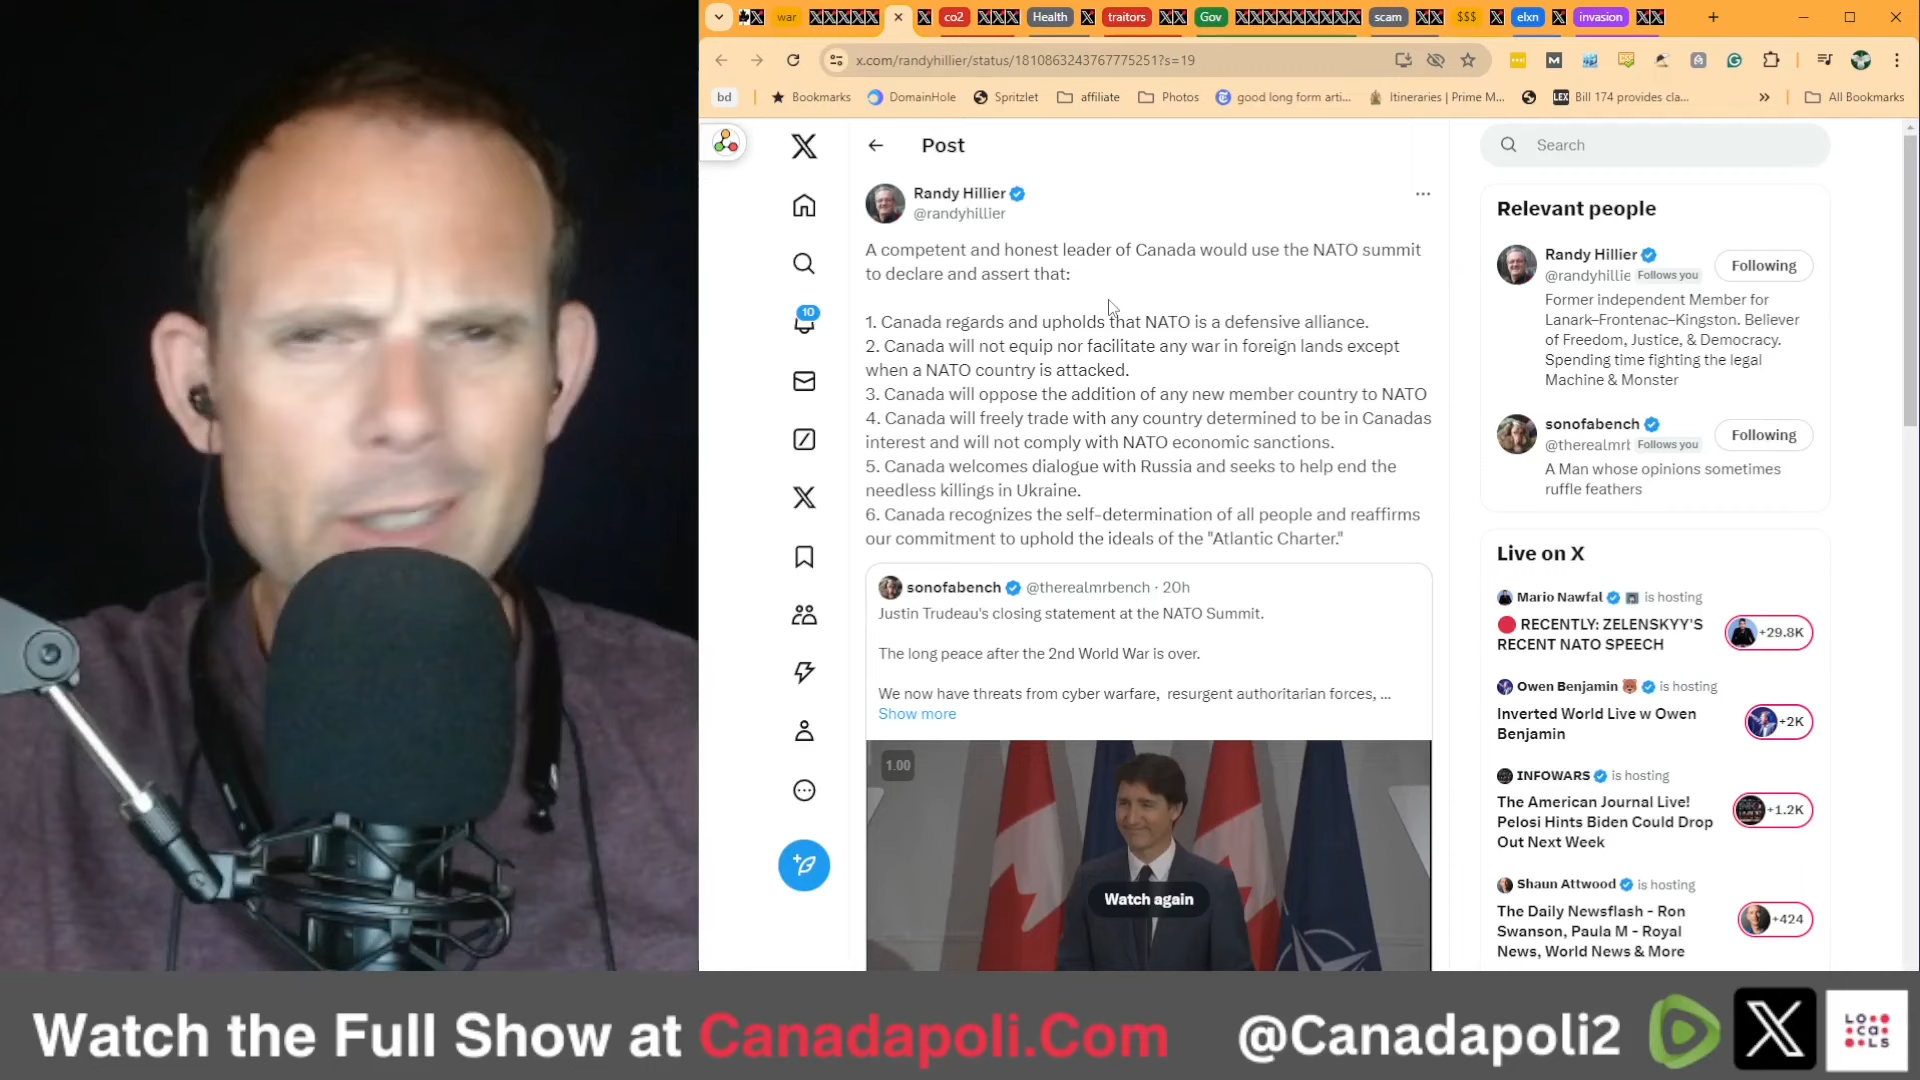 war
co2
Health
traitors
Gov
scam
$$$
elxn
invasion
x.com/randyhillier/status/1810863243767775251?s=19
bd
Bookmarks
DomainHole
Spritzlet
affiliate
Photos
good long form arti...
Itineraries | Prime M...
LEX
Bill 174 provides cla...
All Bookmarks
Post
Randy Hillier
@randyhillier
A competent and honest leader of Canada would use the NATO summit
to declare and assert that:
1. Canada regards and upholds that NATO is a defensive alliance.
2. Canada will not equip nor facilitate any war in foreign lands except
when a NATO country is attacked.
3. Canada will oppose the addition of any new member country to NATO
4. Canada will freely trade with any country determined to be in Canadas
interest and will not comply with NATO economic sanctions.
5. Canada welcomes dialogue with Russia and seeks to help end the
needless killings in Ukraine.
6. Canada recognizes the self-determination of all people and reaffirms
our commitment to uphold the ideals of the "Atlantic Charter."
sonofabench @therealmrbench · 20h
Justin Trudeau's closing statement at the NATO Summit.
The long peace after the 2nd World War is over.
We now have threats from cyber warfare, resurgent authoritarian forces, ...
Show more
1.00
Watch again
10
Search
Relevant people
Randy Hillier
@randyhillie Follows you
Following
Former independent Member for
Lanark–Frontenac–Kingston. Believer
of Freedom, Justice, & Democracy.
Spending time fighting the legal
Machine & Monster
sonofabench
@therealmrt Follows you
Following
A Man whose opinions sometimes
ruffle feathers
Live on X
Mario Nawfal is hosting
RECENTLY: ZELENSKYY'S
RECENT NATO SPEECH
+29.8K
Owen Benjamin is hosting
Inverted World Live w Owen
Benjamin
+2K
INFOWARS is hosting
The American Journal Live!
Pelosi Hints Biden Could Drop
Out Next Week
+1.2K
Shaun Attwood is hosting
The Daily Newsflash - Ron
Swanson, Paula M - Royal
News, World News & More
+424
Watch the Full Show at Canadapoli.Com
@Canadapoli2
LO
CA
LS